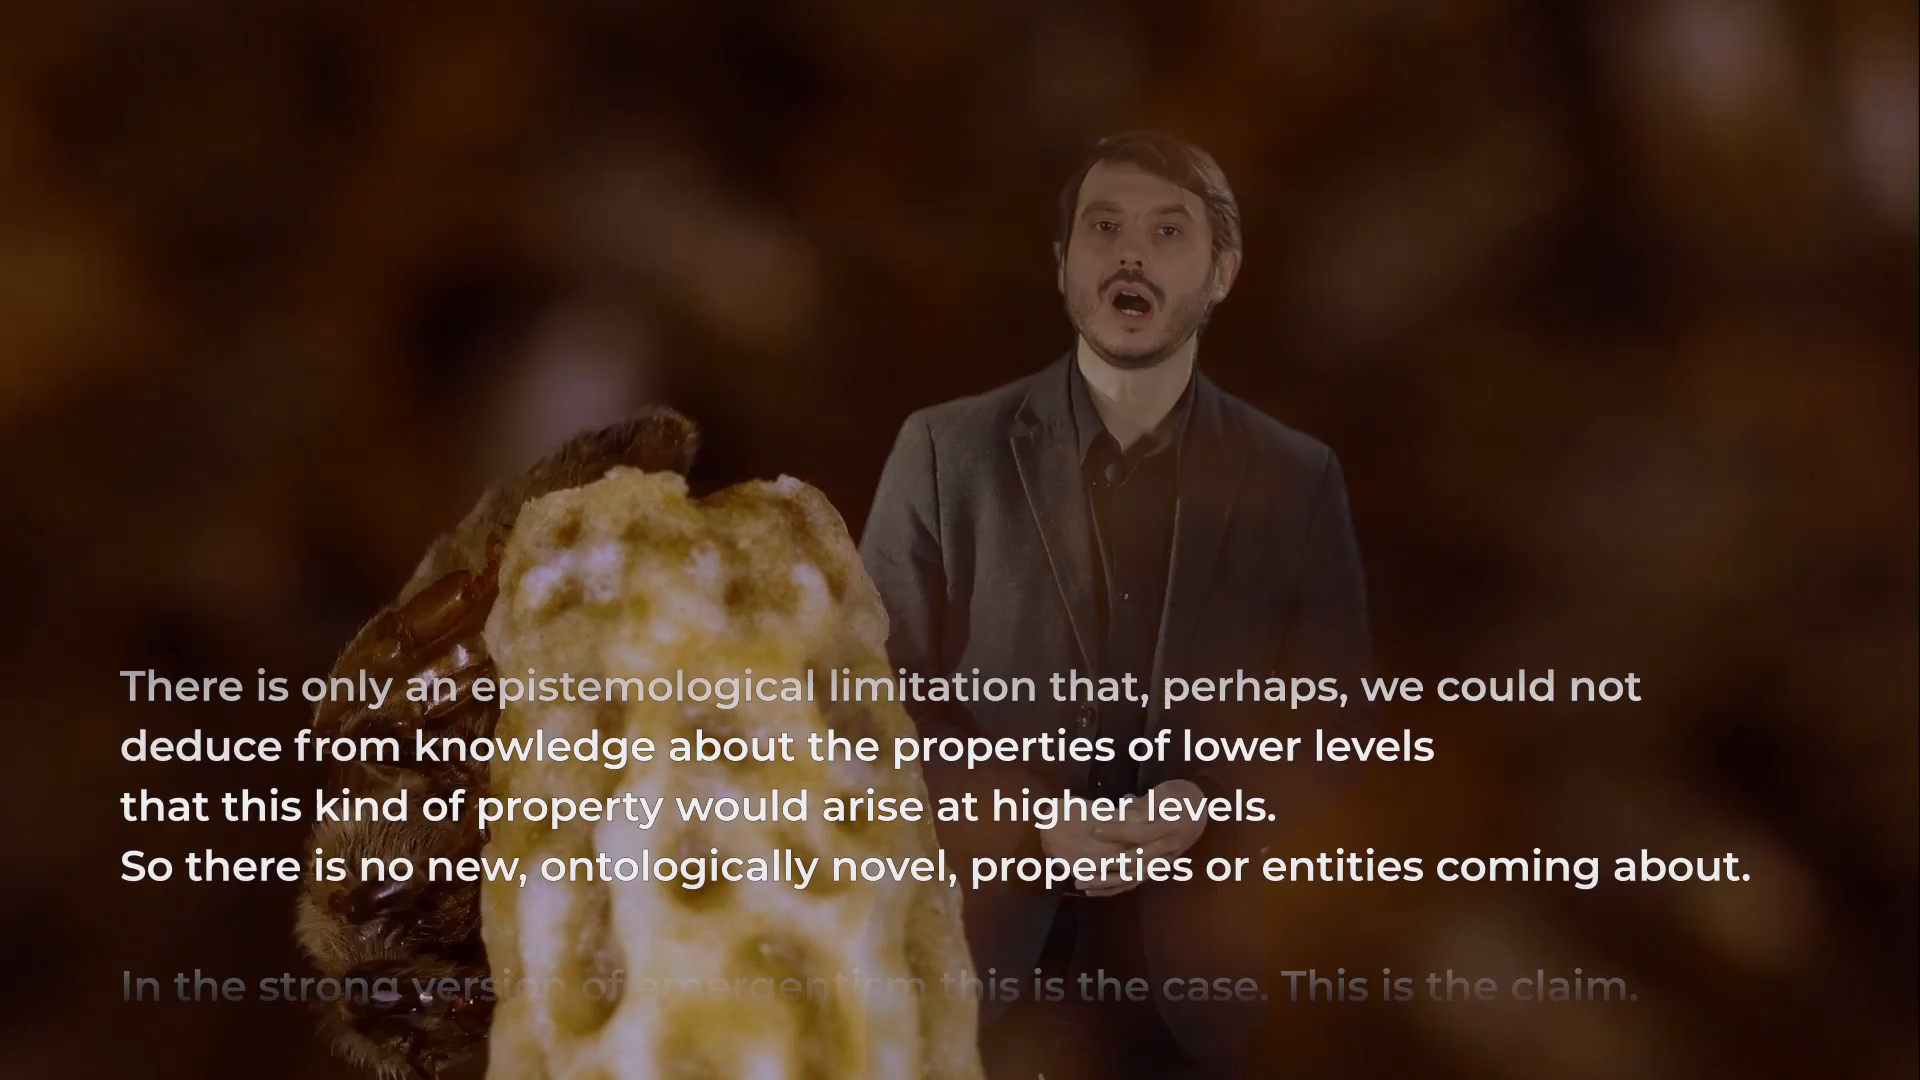 There is only an epistemological limitation that, perhaps, we could not
deduce from knowledge about the properties of lower levels
that this kind of property would arise at higher levels.
So there is no new, ontologically novel, properties or entities coming about.
In the strong version of emergentism this is the case. This is the claim.